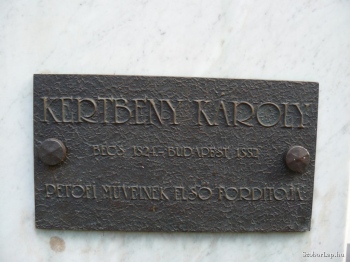 KERTBENY KÁROLY
BÉCS 1824–BUDAPEST 1882
PETŐFI MŰVEINEK ELSŐ FORDÍTÓJA
Szoborlap.hu